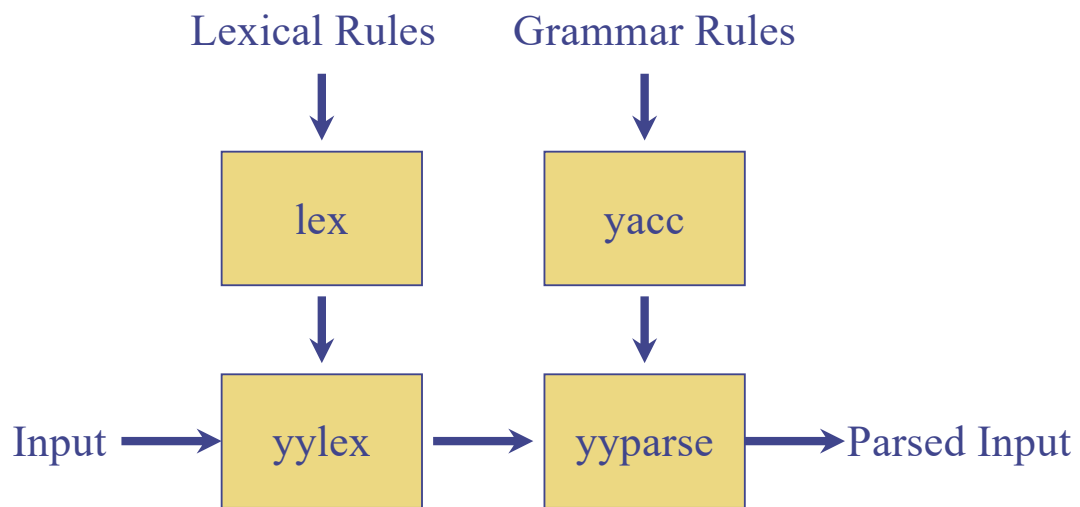 Lexical Rules
Grammar Rules
lex
yacc
Input
yylex
yyparse
Parsed Input